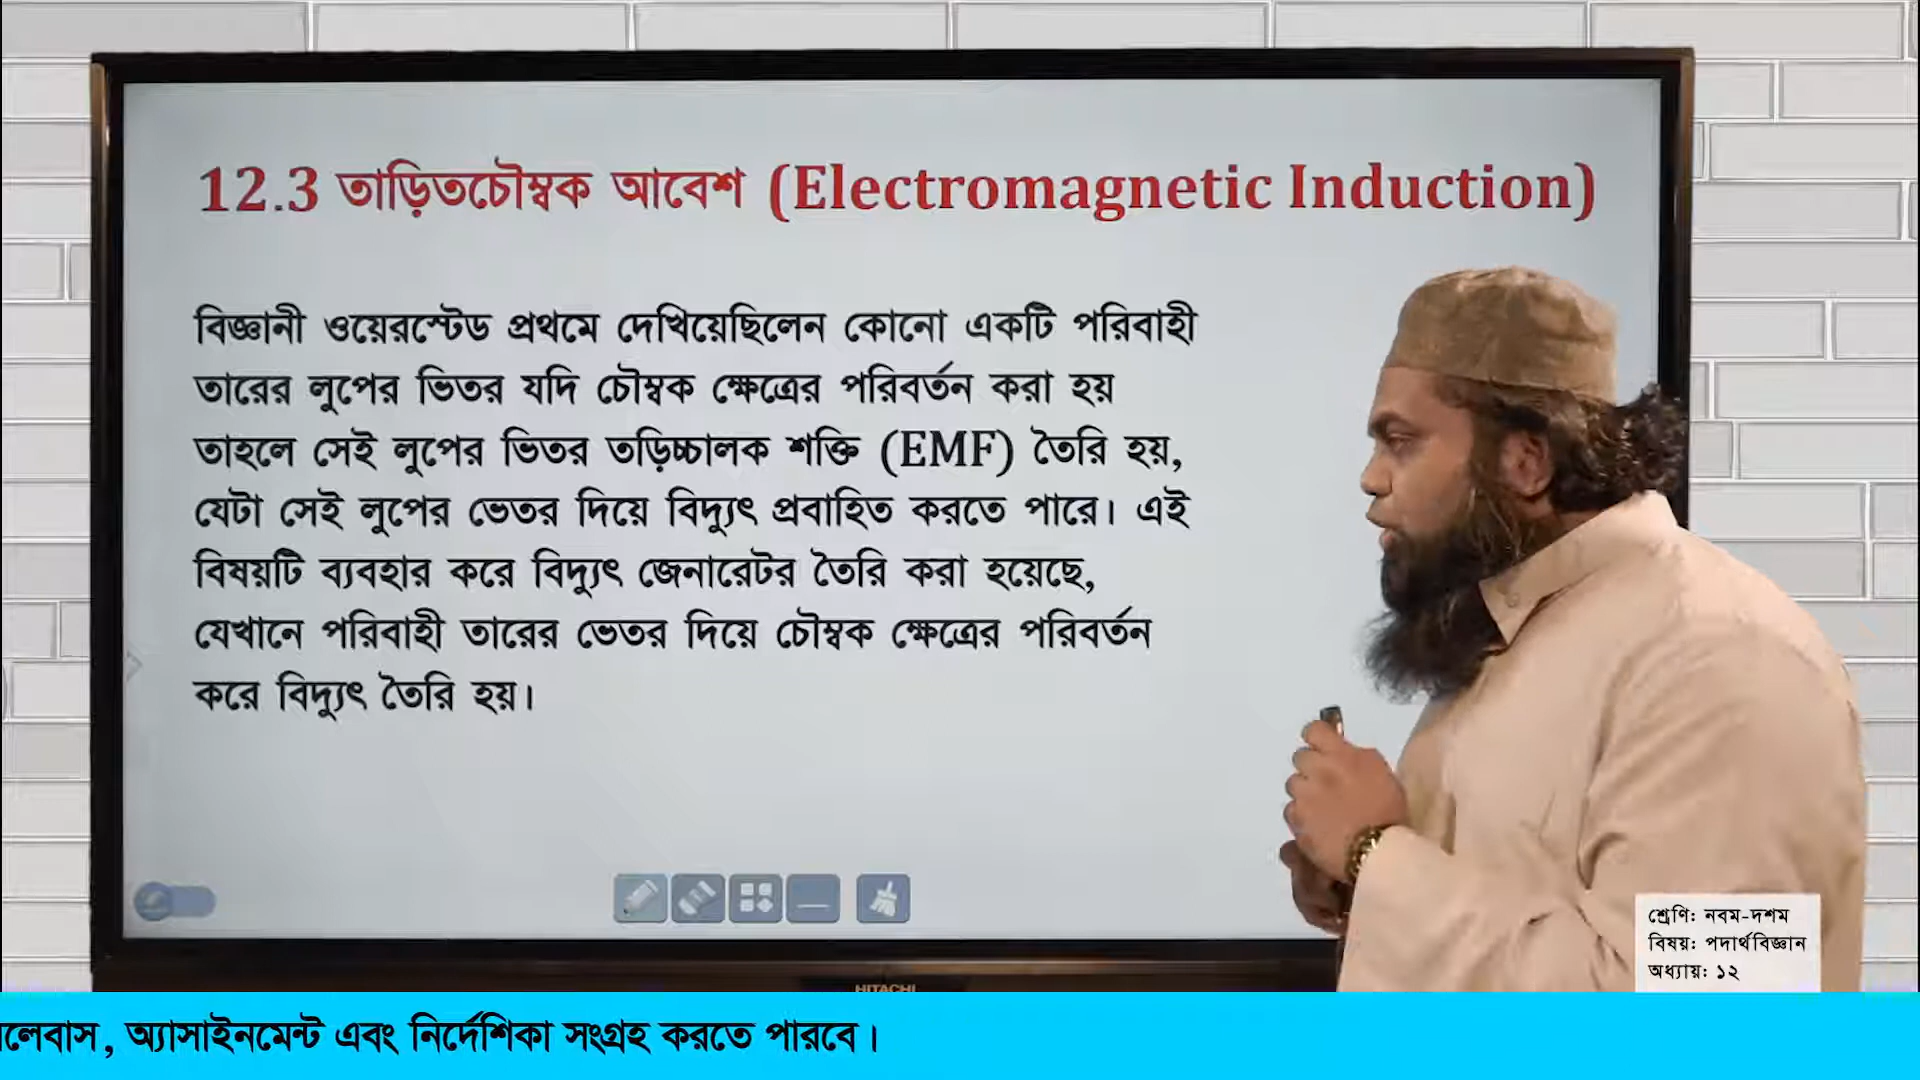 12.3 তাড়িতচৌম্বক আবেশ (Electromagnetic Induction)
বিজ্ঞানী ওয়েরস্টেড প্রথমে দেখিয়েছিলেন কোনো একটি পরিবাহী
তারের লুপের ভিতর যদি চৌম্বক ক্ষেত্রের পরিবর্তন করা হয়
তাহলে সেই লুপের ভিতর তড়িচ্চালক শক্তি (EMF) তৈরি হয়,
যেটা সেই লুপের ভেতর দিয়ে বিদ্যুৎ প্রবাহিত করতে পারে। এই
বিষয়টি ব্যবহার করে বিদ্যুৎ জেনারেটর তৈরি করা হয়েছে,
যেখানে পরিবাহী তারের ভেতর দিয়ে চৌম্বক ক্ষেত্রের পরিবর্তন
করে বিদ্যুৎ তৈরি হয়।
শ্রেণি: নবম-দশম
বিষয়: পদার্থবিজ্ঞান
অধ্যায়: ১২
HITACHI
লেবাস, অ্যাসাইনমেন্ট এবং নির্দেশিকা সংগ্রহ করতে পারবে।